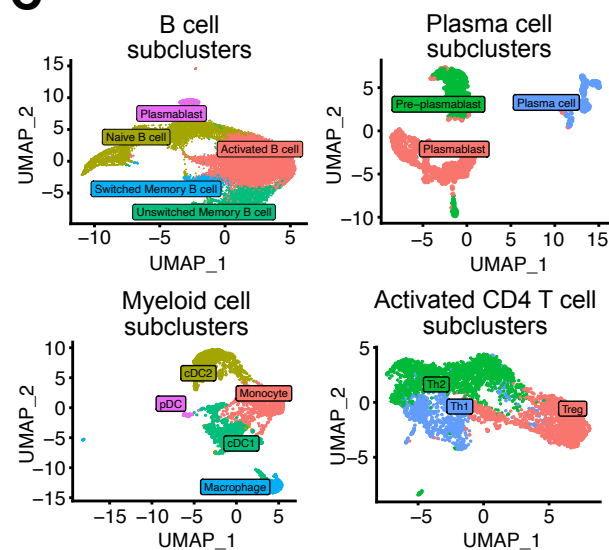 B cell
subclusters
15
10
5
0
−5
−10
−5
0
5
UMAP_1
UMAP_2
Plasmablast
Naive B cell
Activated B cell
Switched Memory B cell
Unswitched Memory B cell
Plasma cell
subclusters
5
0
−5
−10
−5
0
5
10
15
UMAP_1
UMAP_2
Pre−plasmablast
Plasma cell
Plasmablast
Myeloid cell
subclusters
10
5
0
−5
−10
−15
−15
−10
−5
0
5
UMAP_1
UMAP_2
cDC2
pDC
Monocyte
cDC1
Macrophage
Activated CD4 T cell
subclusters
5
0
−5
−5
0
5
UMAP_1
UMAP_2
Th2
Th1
Treg